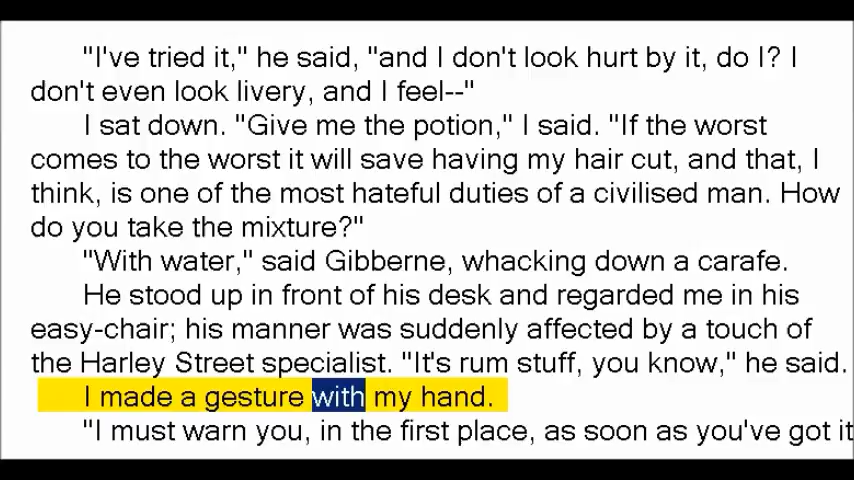 "I've tried it," he said, "and I don't look hurt by it, do I? I
don't even look livery, and I feel--"
I sat down. "Give me the potion," I said. "If the worst
comes to the worst it will save having my hair cut, and that, I
think, is one of the most hateful duties of a civilised man. How
do you take the mixture?"
"With water," said Gibberne, whacking down a carafe.
He stood up in front of his desk and regarded me in his
easy-chair; his manner was suddenly affected by a touch of
the Harley Street specialist. "It's rum stuff, you know," he said.
I made a gesture with my hand.
"I must warn you, in the first place, as soon as you've got it